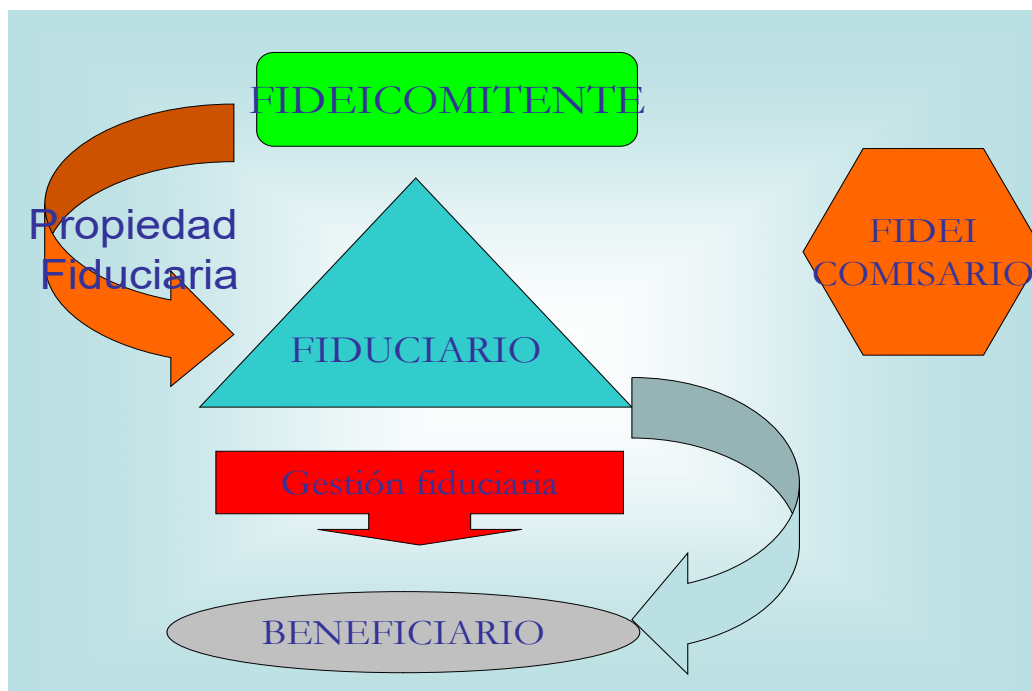 FIDEICOMITENTE
Propiedad
Fiduciaria
FIDEI
COMISARIO
FIDUCIARIO
Gestión fiduciaria
BENEFICIARIO